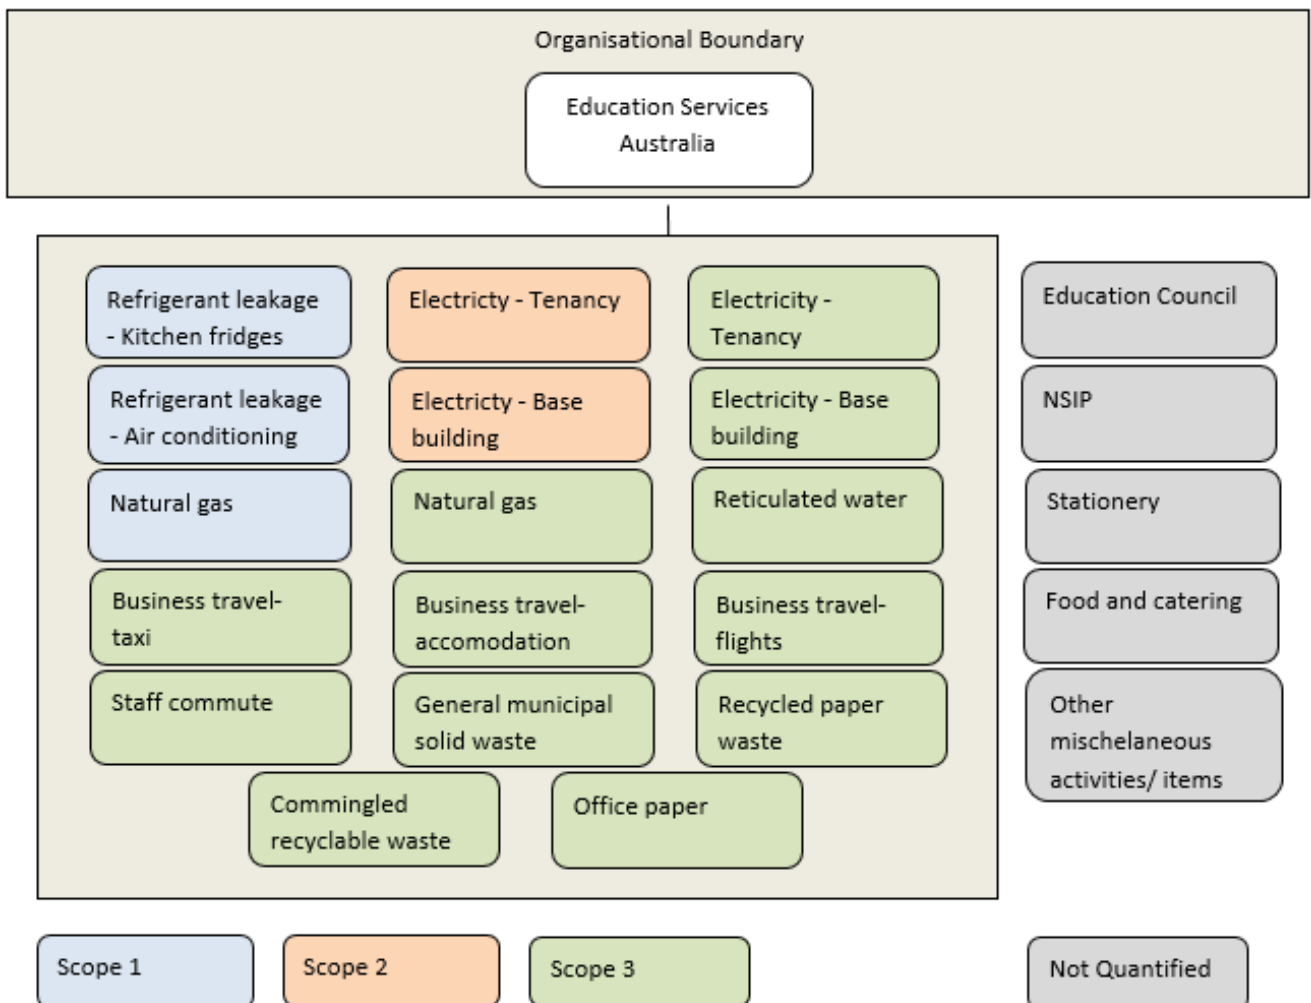 Organisational Boundary
Education Services
Australia
Refrigerant leakage
- Kitchen fridges
Electricty - Tenancy
Electricity -
Tenancy
Education Council
Refrigerant leakage
- Air conditioning
Electricty - Base
building
Electricity - Base
building
NSIP
Natural gas
Natural gas
Reticulated water
Stationery
Business travel-
taxi
Business travel-
accomodation
Business travel-
flights
Food and catering
Staff commute
General municipal
solid waste
Recycled paper
waste
Other
mischelaneous
activities/ items
Commingled
recyclable waste
Office paper
Scope 1
Scope 2
Scope 3
Not Quantified